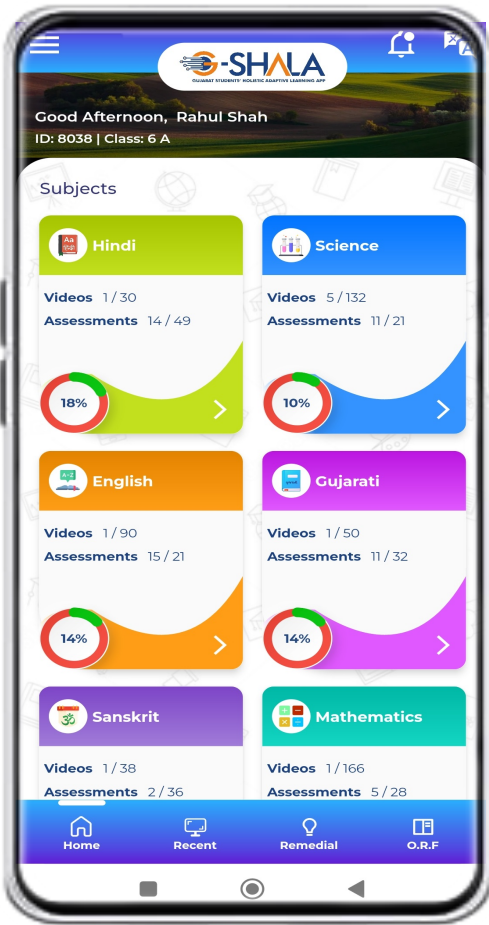 G-SHALA
GUJARAT STUDENTS' HOLISTIC ADAPTIVE LEARNING APP
Good Afternoon, Rahul Shah
ID: 8038 | Class: 6 A
Subjects
Hindi
Videos 1 / 30
Assessments 14 / 49
18%
Science
Videos 5 / 132
Assessments 11 / 21
10%
English
Videos 1 / 90
Assessments 15 / 21
14%
Gujarati
Videos 1 / 50
Assessments 11 / 32
14%
Sanskrit
Videos 1 / 38
Assessments 2 / 36
Mathematics
Videos 1 / 166
Assessments 5 / 28
Home
Recent
Remedial
O.R.F